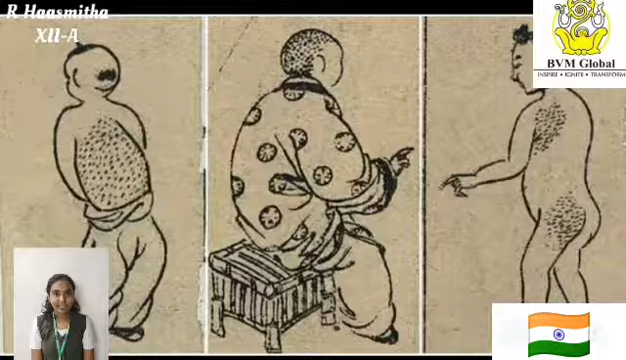 R Haasmitha
XII-A
BVM Global
INSPIRE • IGNITE • TRANSFORM